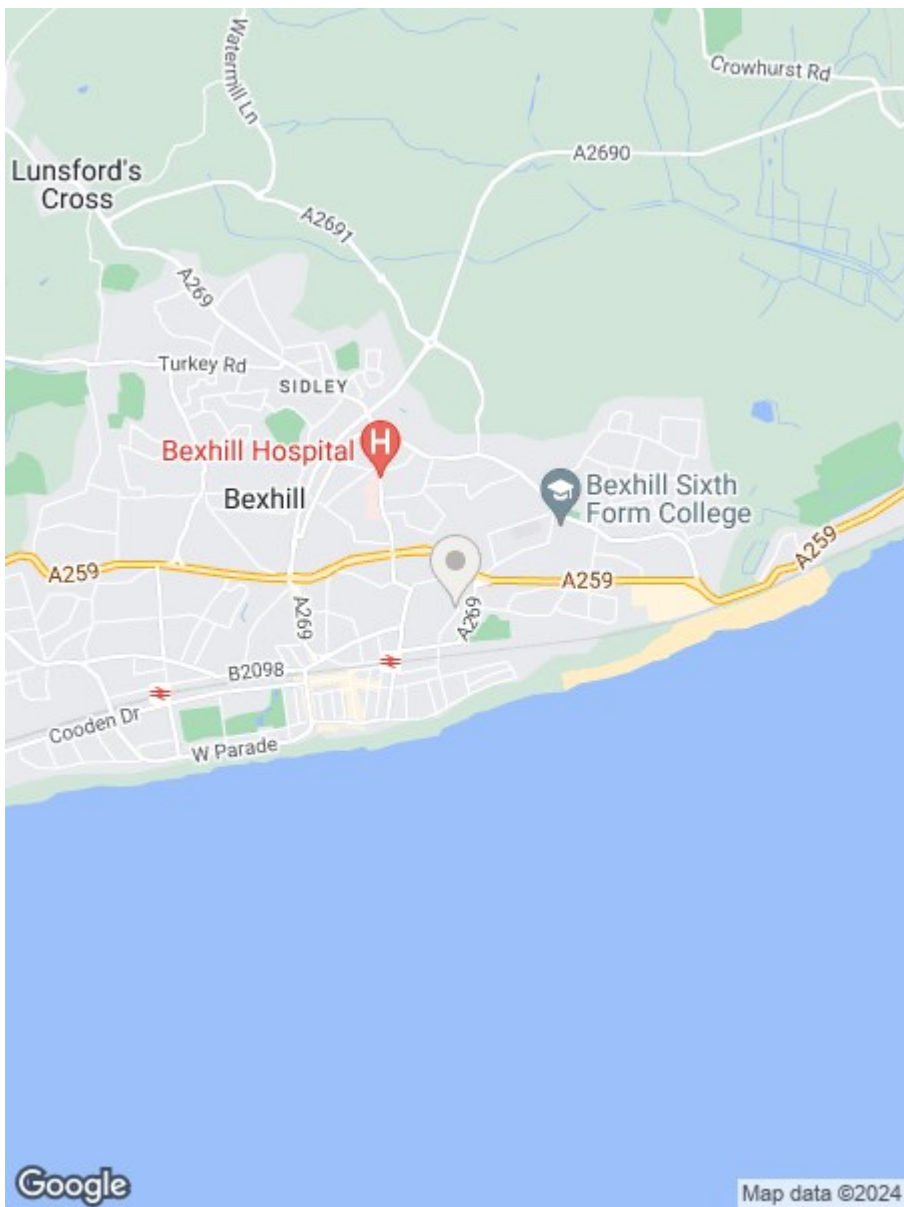 Watermill Ln
Crowhurst Rd
A2690
Lunsford's
Cross
A2691
A269
Turkey Rd
SIDLEY
Bexhill Hospital
H
Bexhill
Bexhill Sixth
Form College
A259
A259
A259
A269
A269
B2098
Cooden Dr
W Parade
Google
Map data ©2024